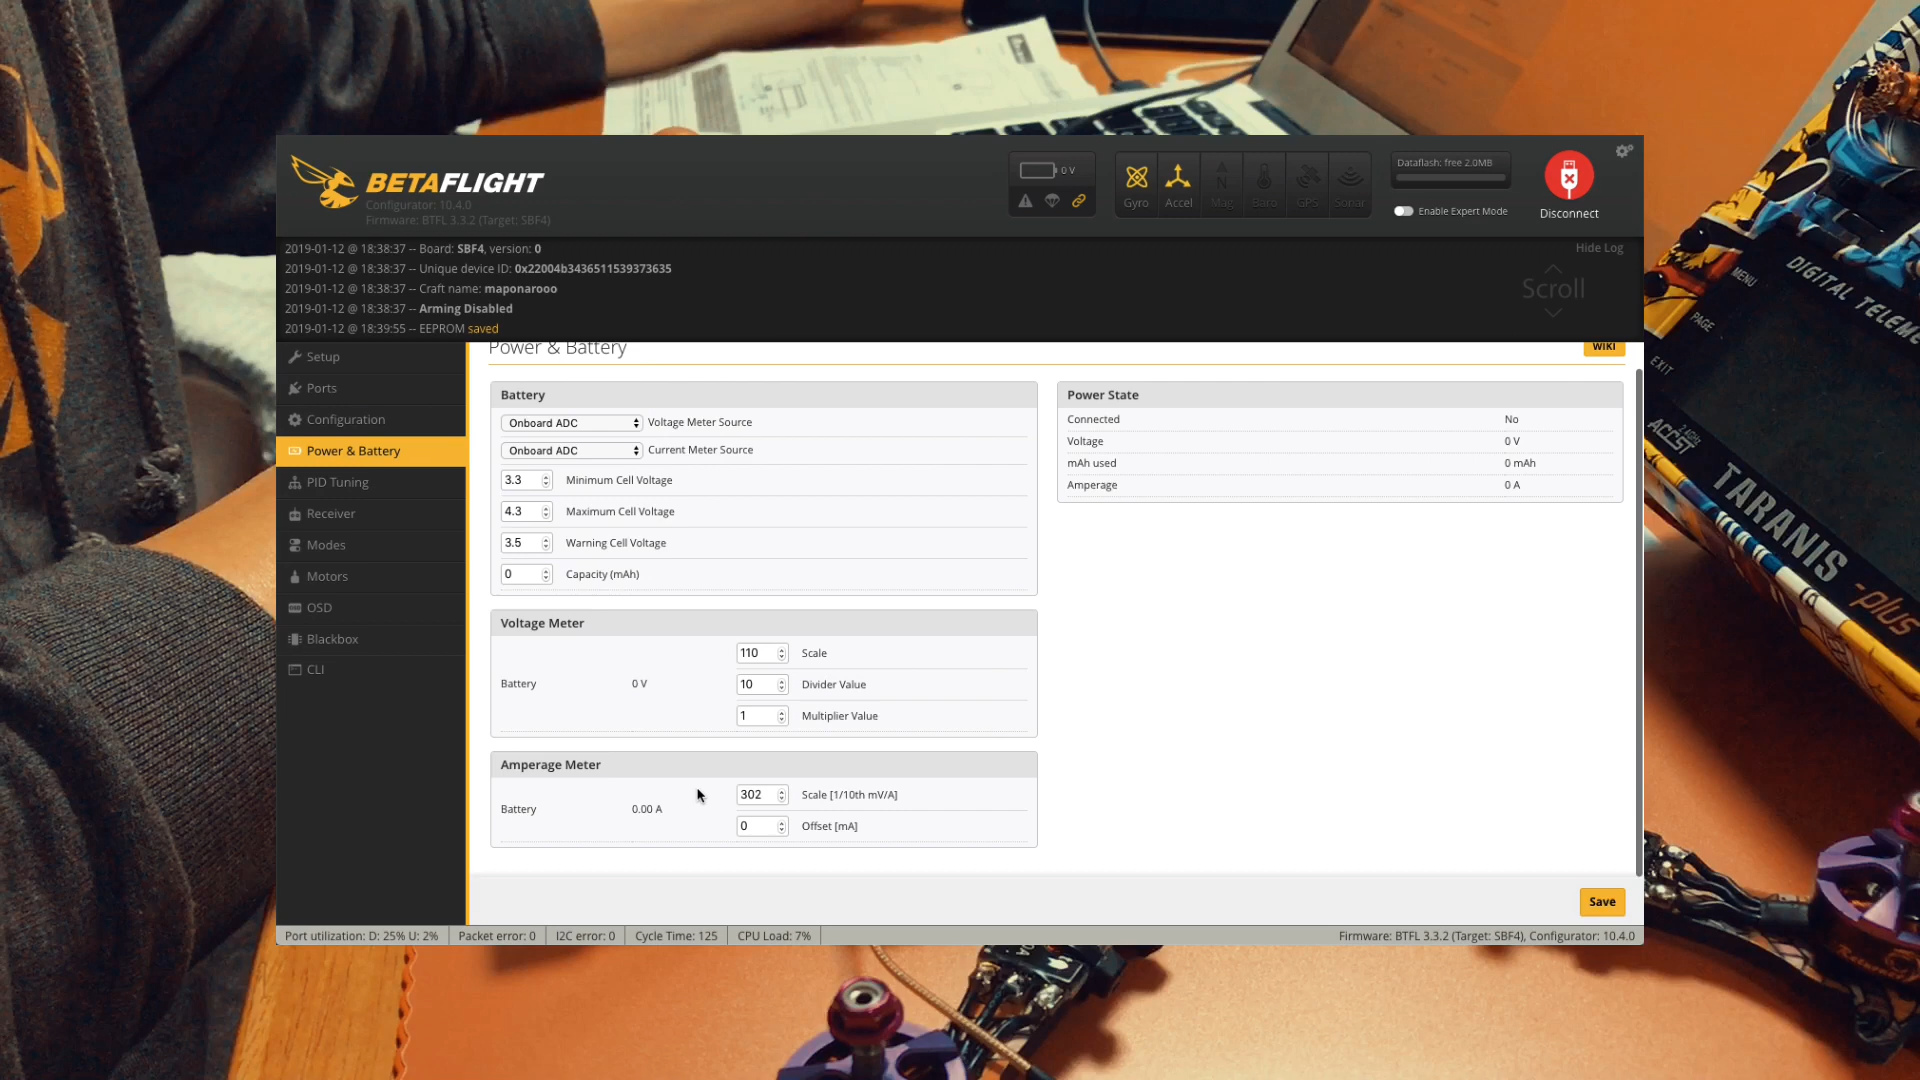 BETAFLIGHT
Configurator: 10.4.0
Firmware: BTFL 3.3.2 (Target: SBF4)
0 V
Gyro
Accel
Mag
Baro
GPS
Sonar
Dataflash: free 2.0MB
Enable Expert Mode
Disconnect
2019-01-12 @ 18:38:37 -- Board: SBF4, version: 0
2019-01-12 @ 18:38:37 -- Unique device ID: 0x22004b3436511539373635
2019-01-12 @ 18:38:37 -- Craft name: maponarooo
2019-01-12 @ 18:38:37 -- Arming Disabled
2019-01-12 @ 18:39:55 -- EEPROM saved
Hide Log
Scroll
Setup
Ports
Configuration
Power & Battery
PID Tuning
Receiver
Modes
Motors
OSD
Blackbox
CLI
Power & Battery
WIKI
Battery
Onboard ADC Voltage Meter Source
Onboard ADC Current Meter Source
3.3 Minimum Cell Voltage
4.3 Maximum Cell Voltage
3.5 Warning Cell Voltage
0 Capacity (mAh)
Power State
Connected No
Voltage 0 V
mAh used 0 mAh
Amperage 0 A
Voltage Meter
Battery 0 V
110 Scale
10 Divider Value
1 Multiplier Value
Amperage Meter
Battery 0.00 A
302 Scale [1/10th mV/A]
0 Offset [mA]
Save
Port utilization: D: 25% U: 2%
Packet error: 0
I2C error: 0
Cycle Time: 125
CPU Load: 7%
Firmware: BTFL 3.3.2 (Target: SBF4), Configurator: 10.4.0
MENU
PAGE
EXIT
DIGITAL TELEM
ACCST
2.4GHz
TARANIS
-plus